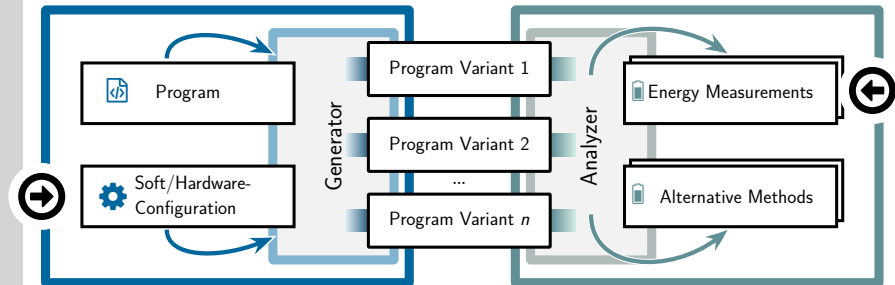 Program
Soft/Hardware-
Configuration
Generator
Program Variant 1
Program Variant 2
...
Program Variant n
Analyzer
Energy Measurements
Alternative Methods